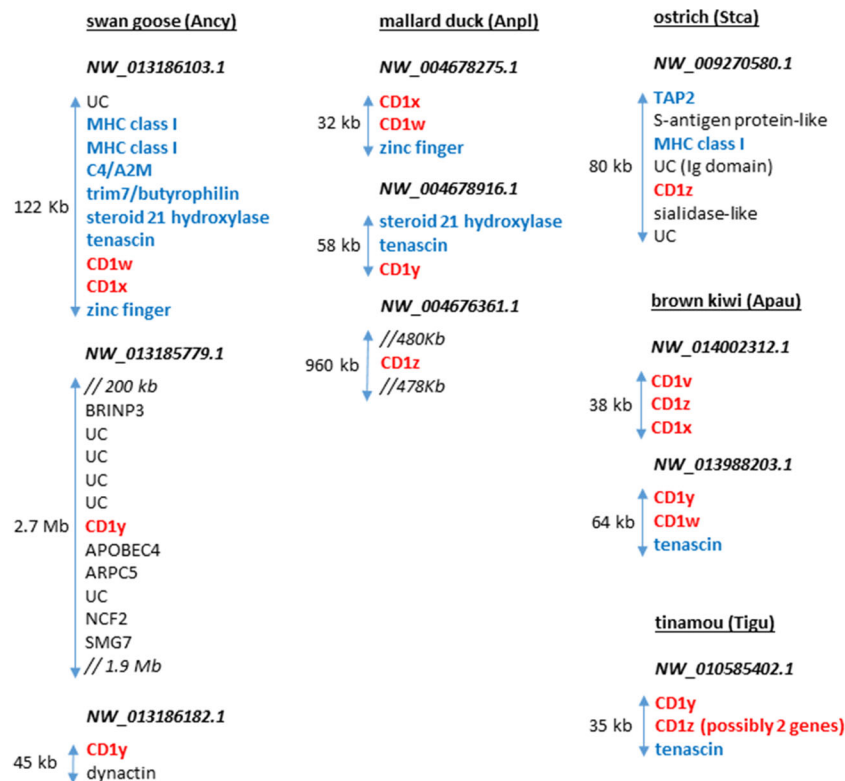 swan goose (Ancy)
NW_013186103.1
122 Kb
UC
MHC class I
MHC class I
C4/A2M
trim7/butyrophilin
steroid 21 hydroxylase
tenascin
CD1w
CD1x
zinc finger
NW_013185779.1
2.7 Mb
// 200 kb
BRINP3
UC
UC
UC
UC
CD1y
APOBEC4
ARPC5
UC
NCF2
SMG7
// 1.9 Mb
NW_013186182.1
45 kb
CD1y
dynactin
mallard duck (Anpl)
NW_004678275.1
32 kb
CD1x
CD1w
zinc finger
NW_004678916.1
58 kb
steroid 21 hydroxylase
tenascin
CD1y
NW_004676361.1
960 kb
//480Kb
CD1z
//478Kb
ostrich (Stca)
NW_009270580.1
80 kb
TAP2
S-antigen protein-like
MHC class I
UC (Ig domain)
CD1z
sialidase-like
UC
brown kiwi (Apau)
NW_014002312.1
38 kb
CD1v
CD1z
CD1x
NW_013988203.1
64 kb
CD1y
CD1w
tenascin
tinamou (Tigu)
NW_010585402.1
35 kb
CD1y
CD1z (possibly 2 genes)
tenascin